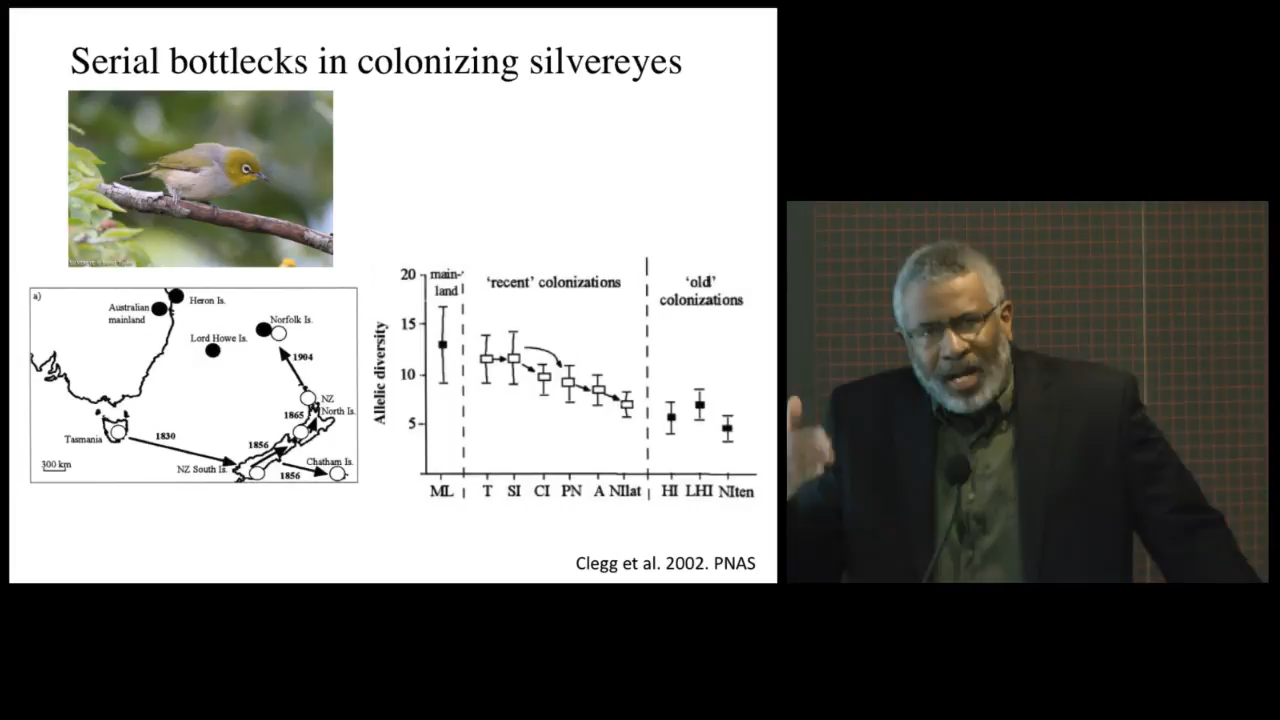 Serial bottlecks in colonizing silvereyes
a)
Heron Is.
Australian
mainland
Norfolk Is.
Lord Howe Is.
1904
NZ
North Is.
1865
Tasmania
1830
1856
NZ South Is.
Chatham Is.
300 km
1856
20
15
10
5
Allelic diversity
main-
land
'recent' colonizations
'old'
colonizations
ML T SI CI PN A NIlat HI LHI NIten
Clegg et al. 2002. PNAS